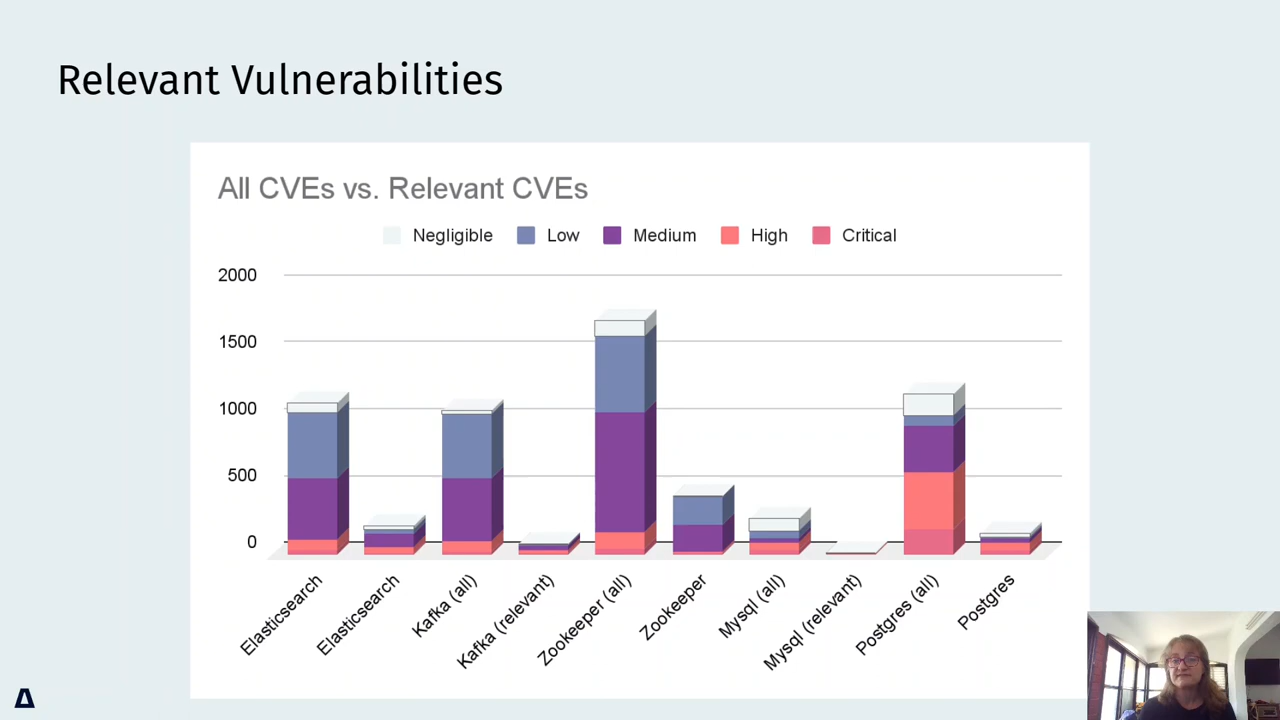 Relevant Vulnerabilities
All CVEs vs. Relevant CVEs
Negligible Low Medium High Critical
2000
1500
1000
500
0
Elasticsearch
Elasticsearch
Kafka (all)
Kafka (relevant)
Zookeeper (all)
Zookeeper
Mysql (all)
Mysql (relevant)
Postgres (all)
Postgres